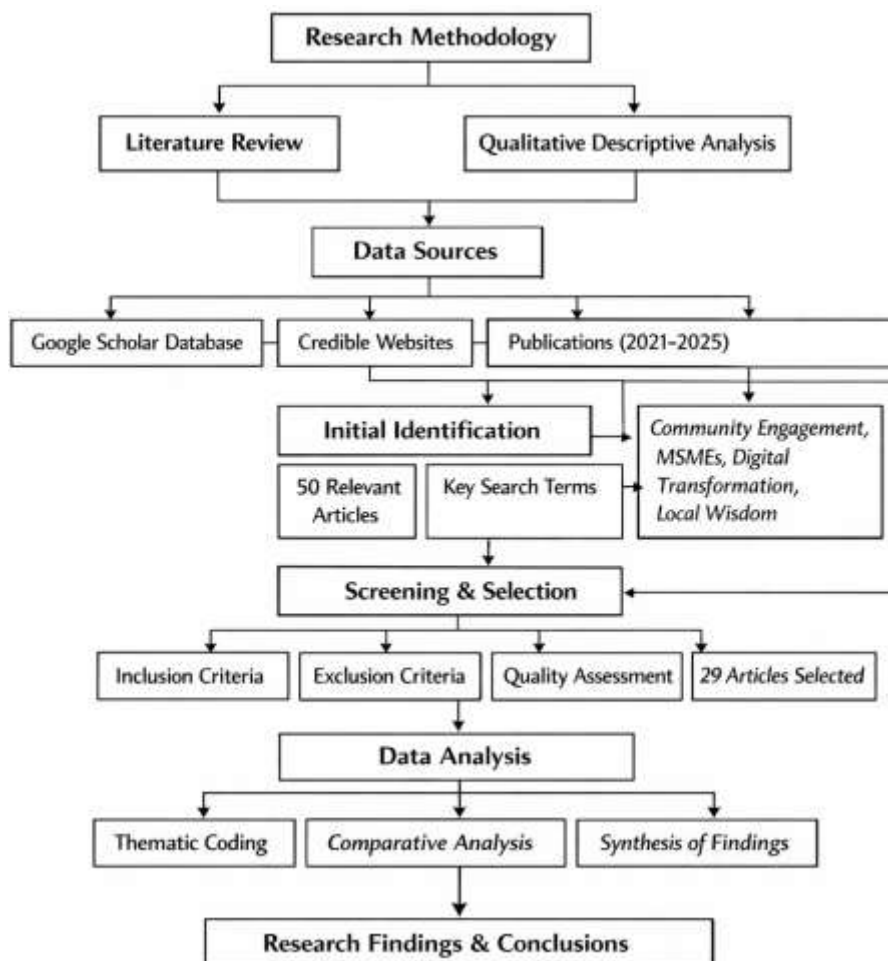 Research Methodology
Literature Review
Qualitative Descriptive Analysis
Data Sources
Google Scholar Database
Credible Websites
Publications (2021-2025)
Initial Identification
50 Relevant
Articles
Key Search Terms
Community Engagement,
MSMEs, Digital
Transformation,
Local Wisdom
Screening & Selection
Inclusion Criteria
Exclusion Criteria
Quality Assessment
29 Articles Selected
Data Analysis
Thematic Coding
Comparative Analysis
Synthesis of Findings
Research Findings & Conclusions